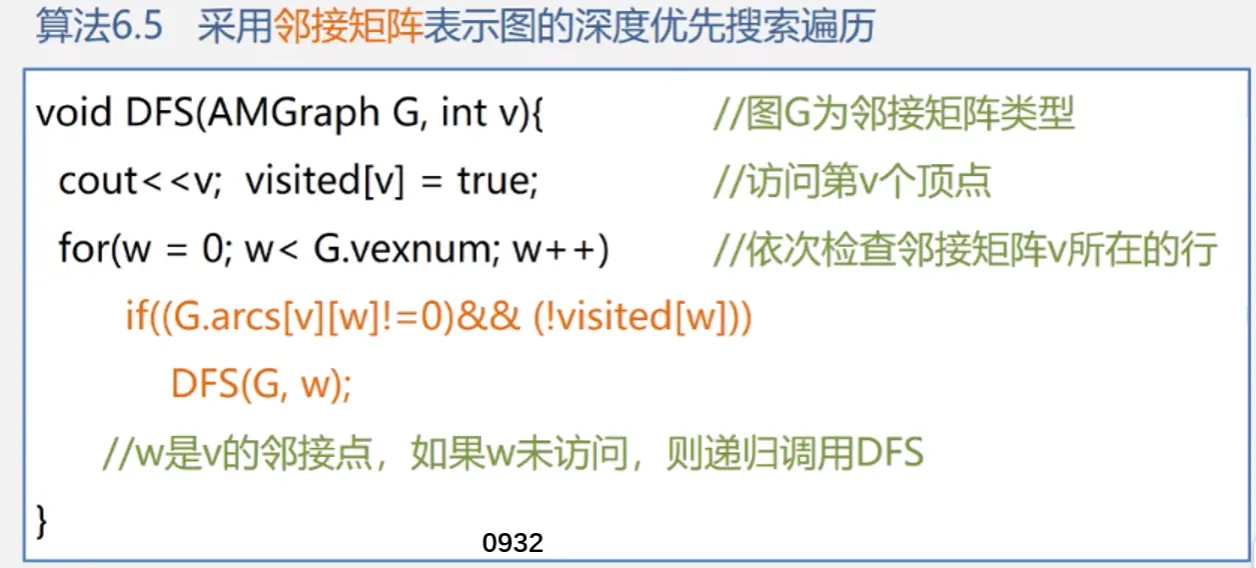 算法6.5 采用邻接矩阵表示图的深度优先搜索遍历
void DFS(AMGraph G, int v){ //图G为邻接矩阵类型
cout<<v; visited[v] = true; //访问第v个顶点
for(w = 0; w< G.vexnum; w++) //依次检查邻接矩阵v所在的行
if((G.arcs[v][w]!=0)&& (!visited[w]))
DFS(G, w);
//w是v的邻接点，如果w未访问，则递归调用DFS
}
0932